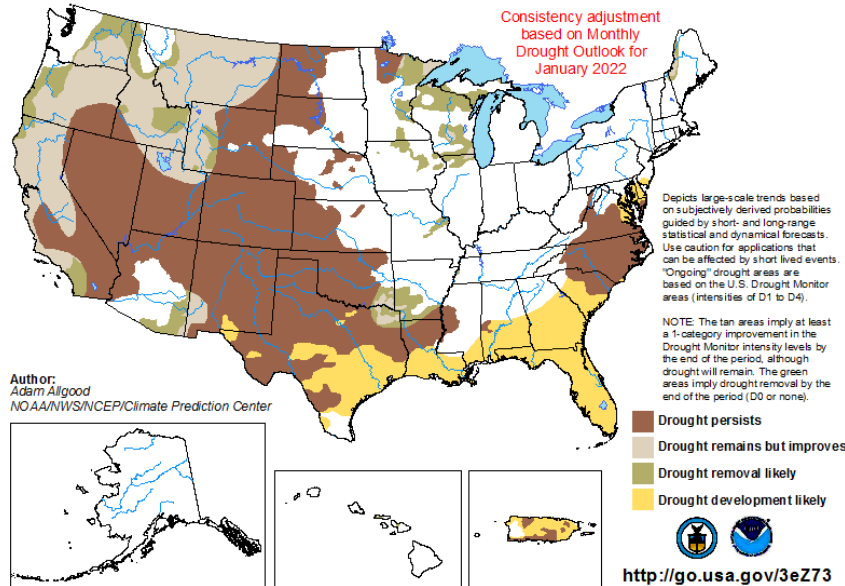 Consistency adjustment
based on Monthly
Drought Outlook for
January 2022
Depicts large-scale trends based
on subjectively derived probabilities
guided by short- and long-range
statistical and dynamical forecasts.
Use caution for applications that
can be affected by short lived events.
"Ongoing" drought areas are
based on the U.S. Drought Monitor
areas (intensities of D1 to D4).
NOTE: The tan areas imply at least
a 1-category improvement in the
Drought Monitor intensity levels by
the end of the period, although
drought will remain. The green
areas imply drought removal by the
end of the period (D0 or none).
Author:
Adam Allgood
NOAA/NWS/NCEP/Climate Prediction Center
Drought persists
Drought remains but improves
Drought removal likely
Drought development likely
http://go.usa.gov/3eZ73